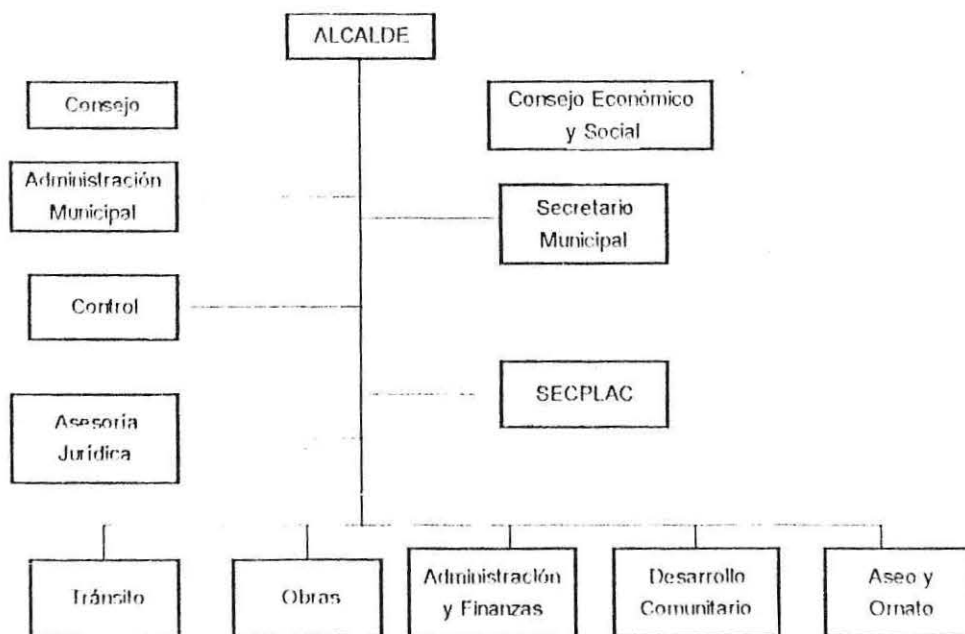 ALCALDE
Consejo
Consejo Económico
y Social
Administración
Municipal
Secretario
Municipal
Control
SECPLAC
Asesoría
Jurídica
Tránsito
Obras
Administración
y Finanzas
Desarrollo
Comunitario
Aseo y
Ornato